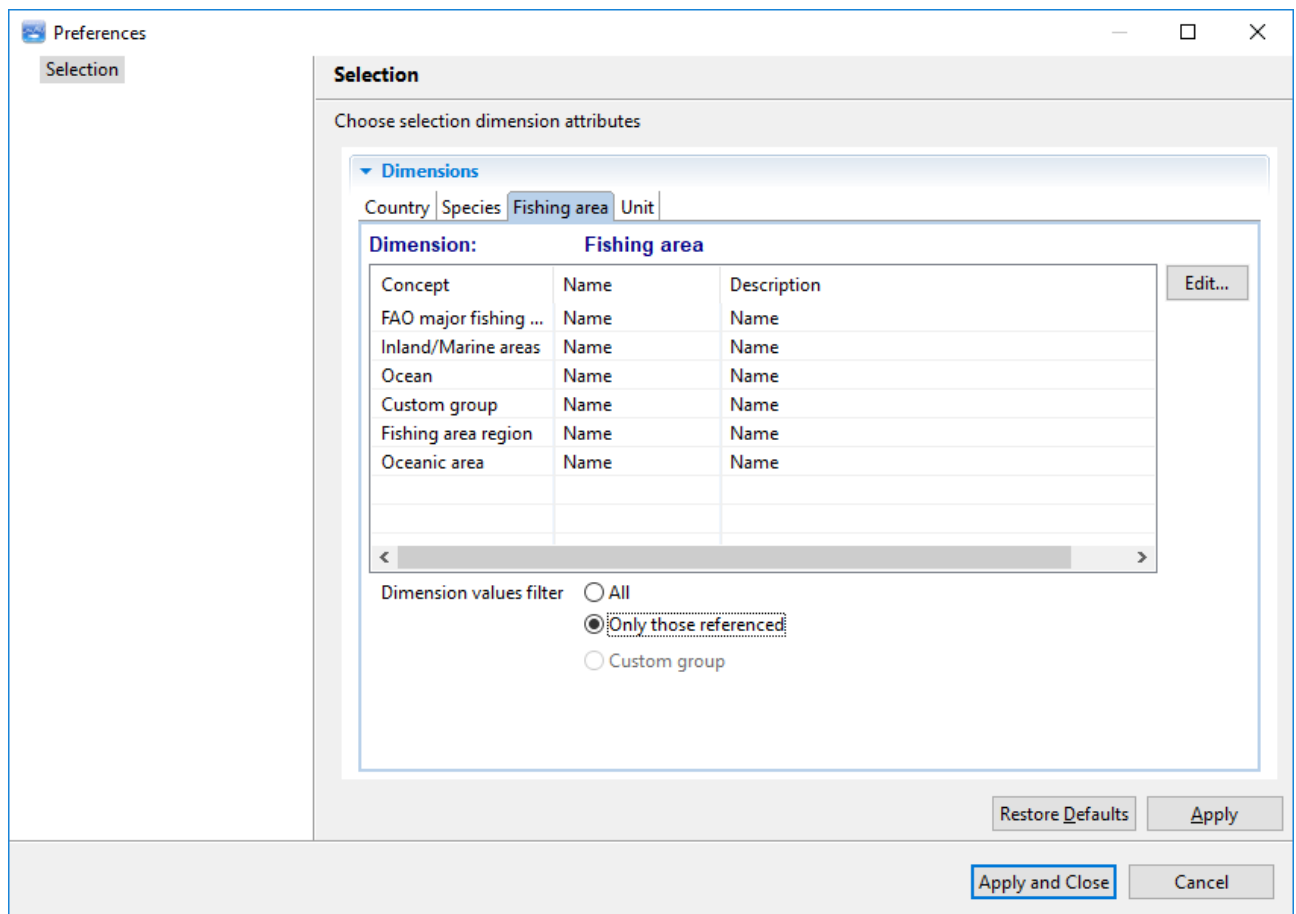 Preferences
Selection
Selection
Choose selection dimension attributes
Dimensions
Country Species Fishing area Unit
Dimension: Fishing area
Concept Name Description Edit...
FAO major fishing ... Name Name
Inland/Marine areas Name Name
Ocean Name Name
Custom group Name Name
Fishing area region Name Name
Oceanic area Name Name
Dimension values filter All
Only those referenced
Custom group
Restore Defaults Apply
Apply and Close Cancel